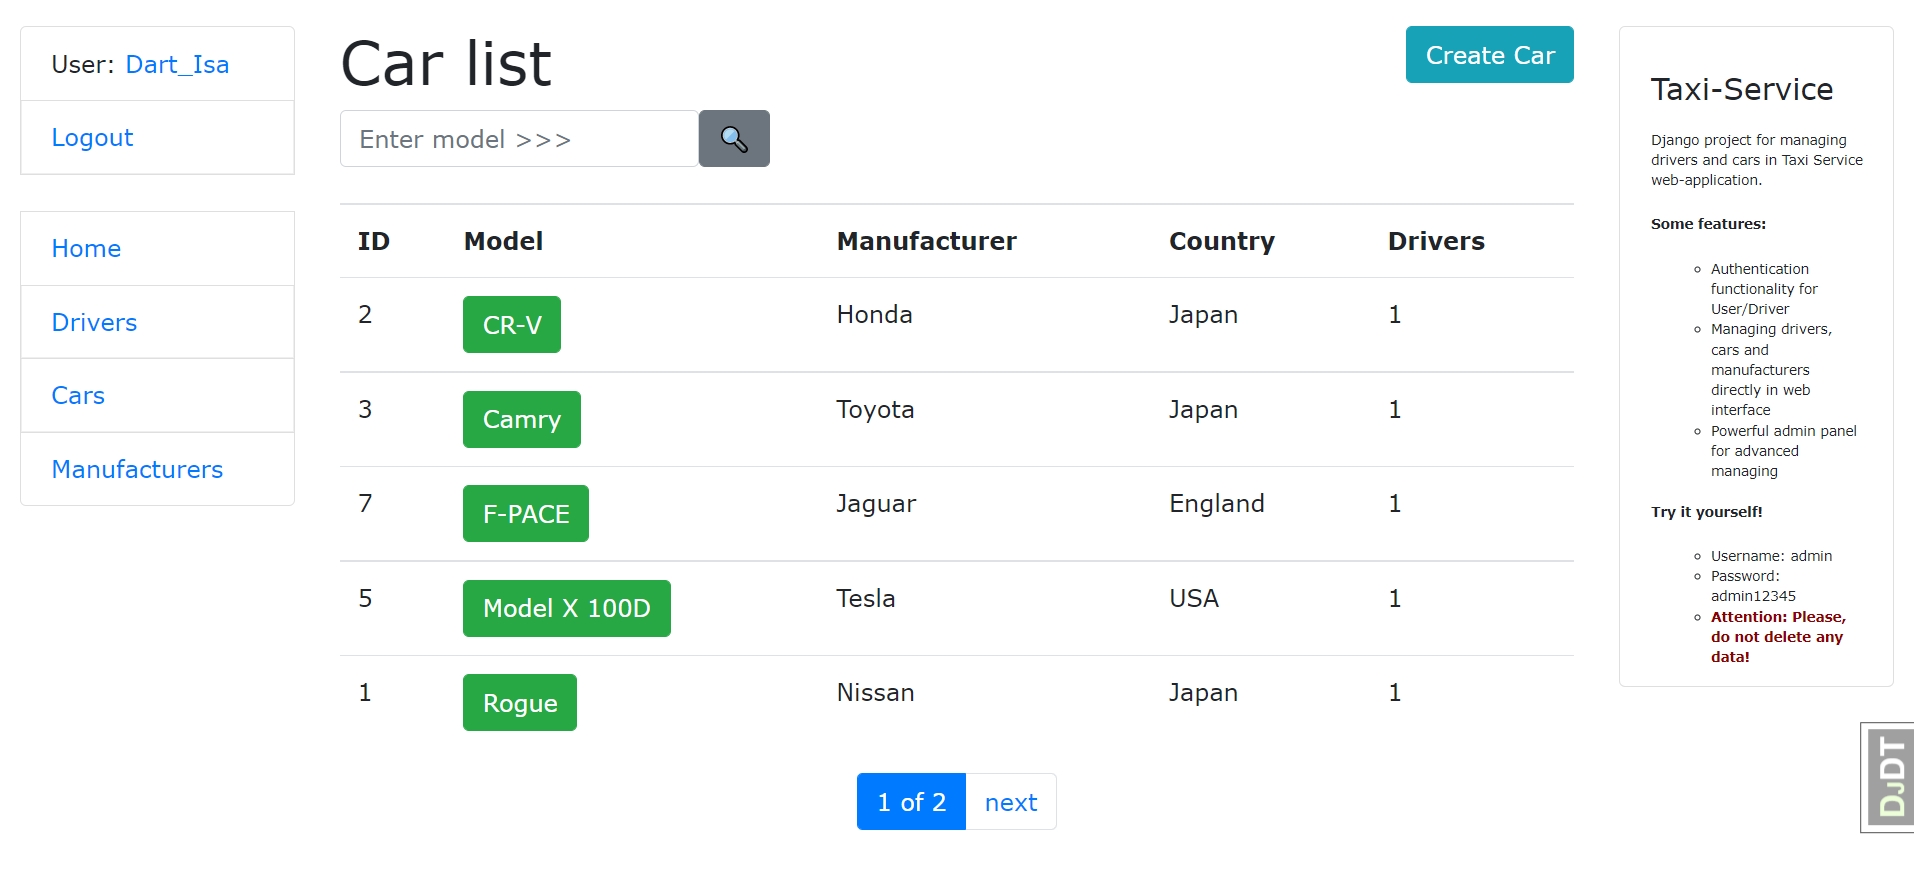 User: Dart_Isa
Logout
Home
Drivers
Cars
Manufacturers
Car list
Create Car
Enter model >>>
ID Model Manufacturer Country Drivers
2 CR-V Honda Japan 1
3 Camry Toyota Japan 1
7 F-PACE Jaguar England 1
5 Model X 100D Tesla USA 1
1 Rogue Nissan Japan 1
1 of 2 next
Taxi-Service
Django project for managing
drivers and cars in Taxi Service
web-application.
Some features:
Authentication
functionality for
User/Driver
Managing drivers,
cars and
manufacturers
directly in web
interface
Powerful admin panel
for advanced
managing
Try it yourself!
Username: admin
Password:
admin12345
Attention: Please,
do not delete any
data!
DJDT